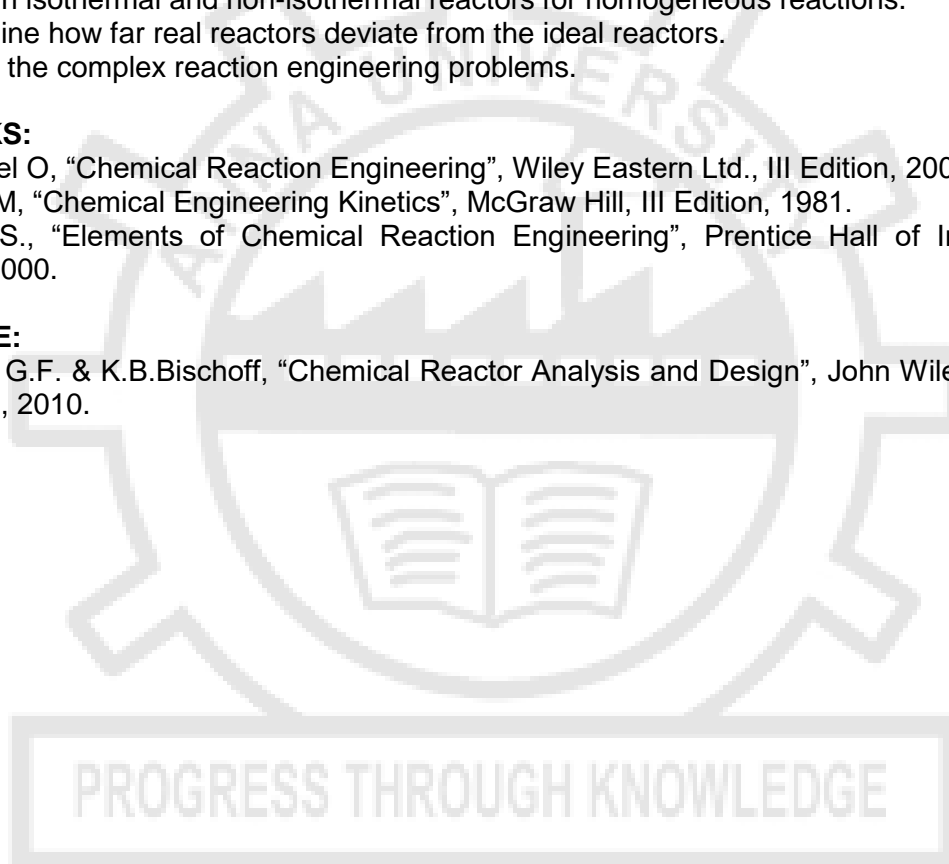 isothermal and non-isothermal reactors for homogeneous reactions.
ine how far real reactors deviate from the ideal reactors.
the complex reaction engineering problems.
KS:
el O, “Chemical Reaction Engineering”, Wiley Eastern Ltd., III Edition, 200
M, “Chemical Engineering Kinetics”, McGraw Hill, III Edition, 1981.
S., “Elements of Chemical Reaction Engineering”, Prentice Hall of In
000.
E:
G.F. & K.B.Bischoff, “Chemical Reactor Analysis and Design”, John Wile
, 2010.
ANNA UNIVERSITY
PROGRESS THROUGH KNOWLEDGE